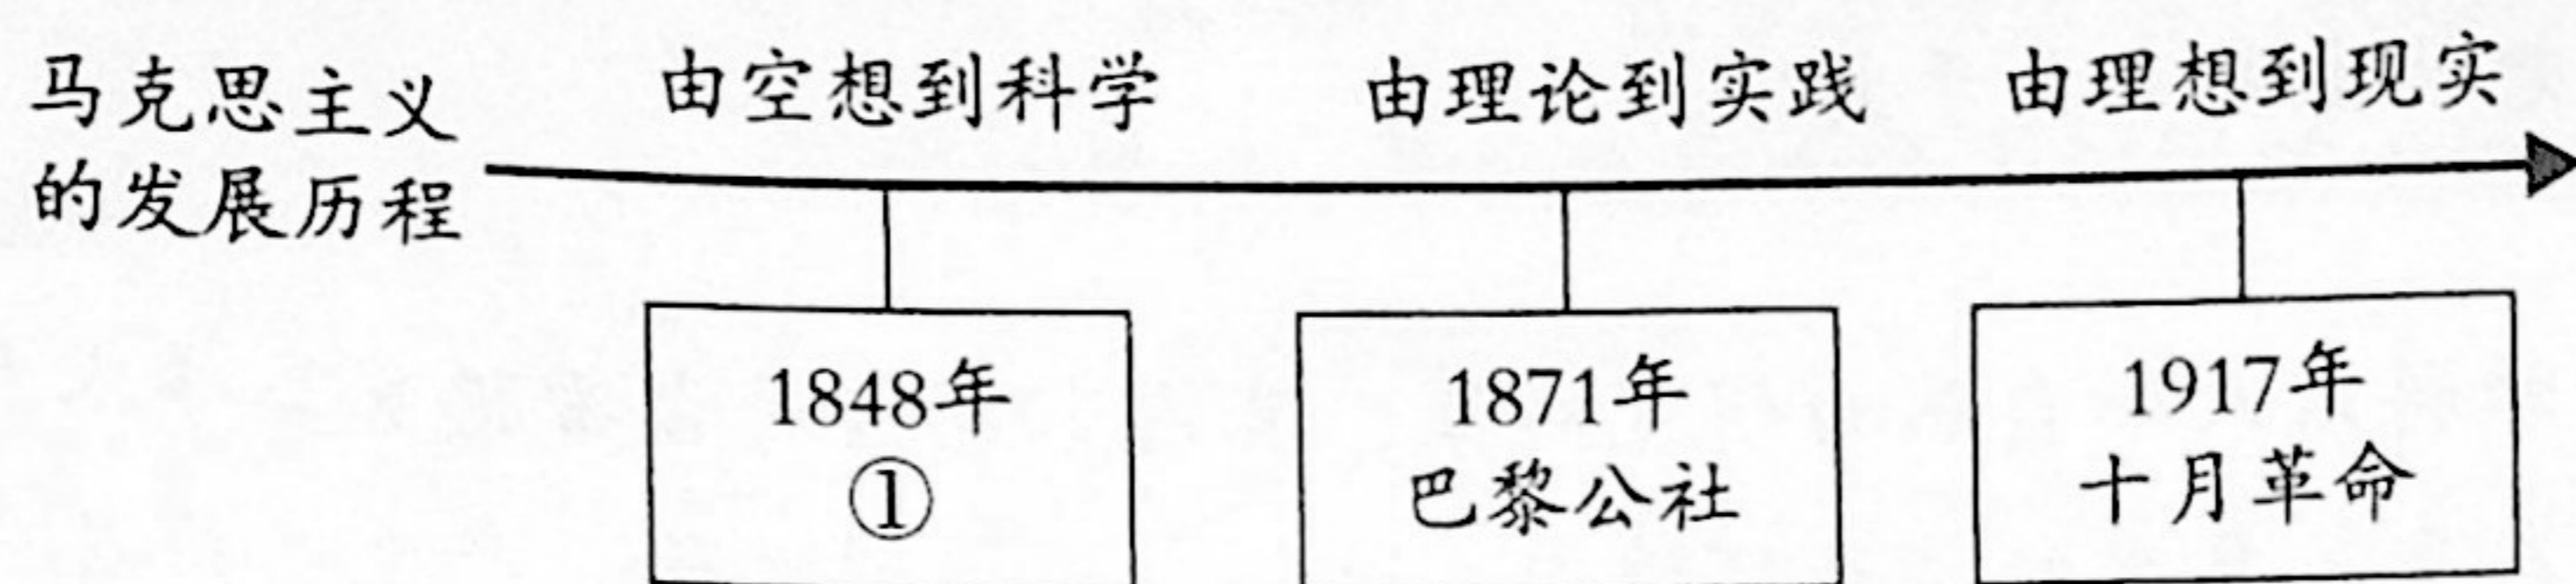 马克思主义
的发展历程
由空想到科学
由理论到实践
由理想到现实
1848年
①
1871年
巴黎公社
1917年
十月革命